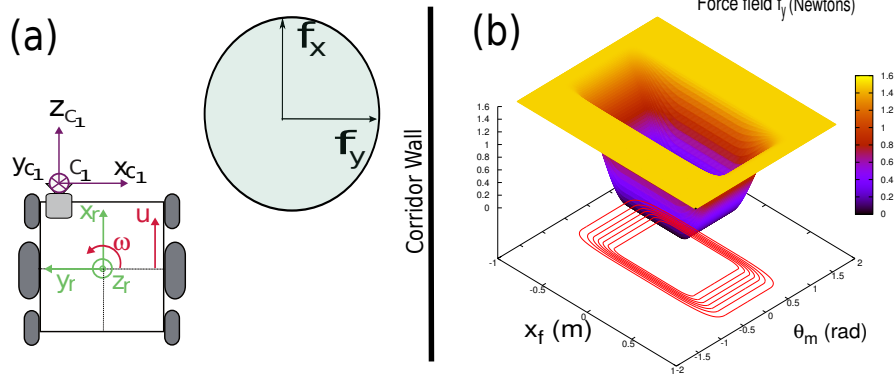 (a)
f_x
f_y
z_C1
y_C1
C_1
x_C1
x_r
u
ω
y_r
z_r
Corridor Wall
(b)
Force field f_y (Newtons)
1.6
1.4
1.2
1
0.8
0.6
0.4
0.2
0
1.6
1.4
1.2
1
0.8
0.6
0.4
0.2
0
-1
-0.5
0
0.5
1
-2
-1.5
-1
-0.5
0
0.5
1
1.5
2
x_f (m)
θ_m (rad)